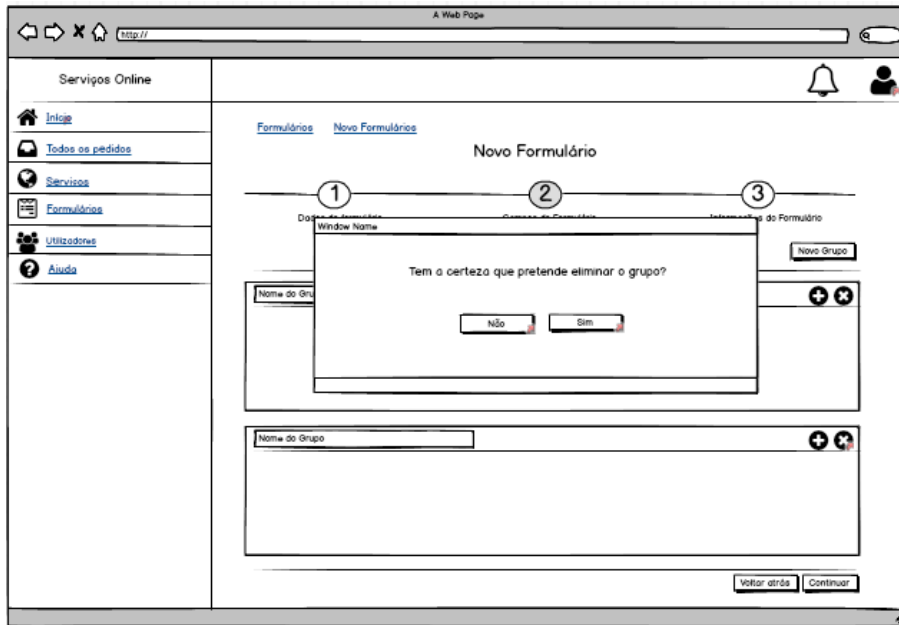 A Web Page
http://
Serviços Online
Início
Todos os pedidos
Servicos
Formulários
Utilizadores
Ajuda
Formulários Novo Formulários
Novo Formulário
1 2 3
do Formulário
Window Name
Novo Grupo
Tem a certeza que pretende eliminar o grupo?
Nome do Gru
Não Sim
Nome do Grupo
Voltar atrás Continuar